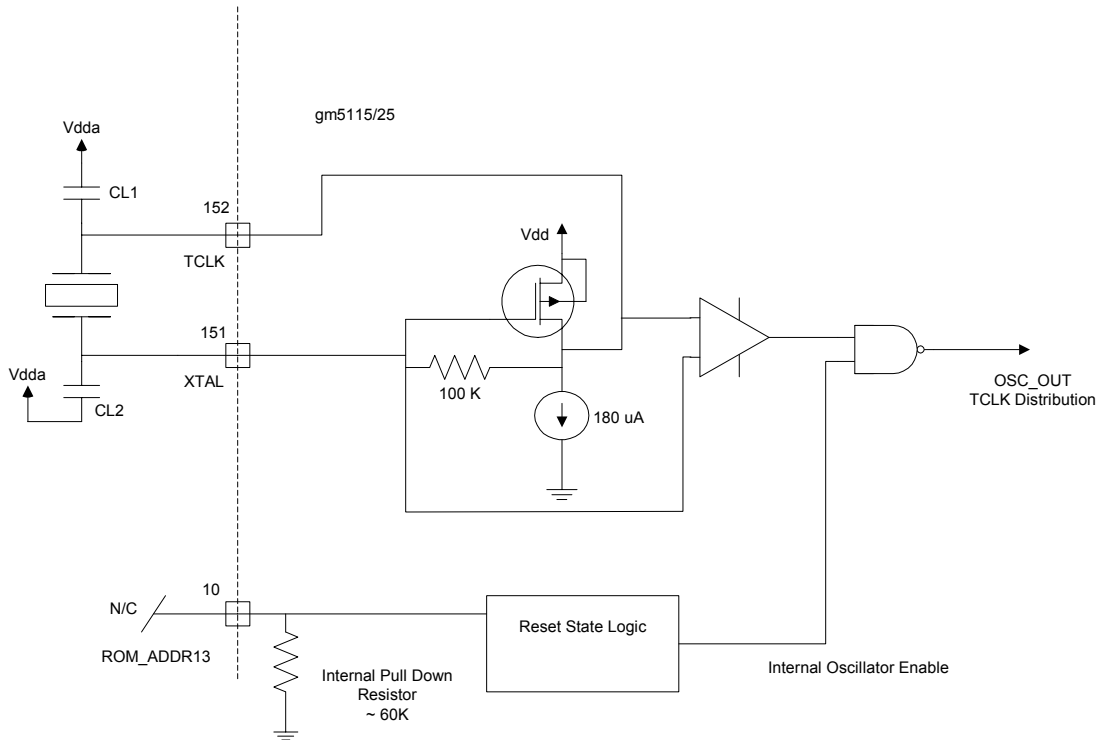 gm5115/25
Vdda
CL1
152
TCLK
Vdd
151
XTAL
100 K
Vdda
CL2
180 uA
OSC_OUT
TCLK Distribution
10
N/C
ROM_ADDR13
Reset State Logic
Internal Pull Down
Resistor
~ 60K
Internal Oscillator Enable